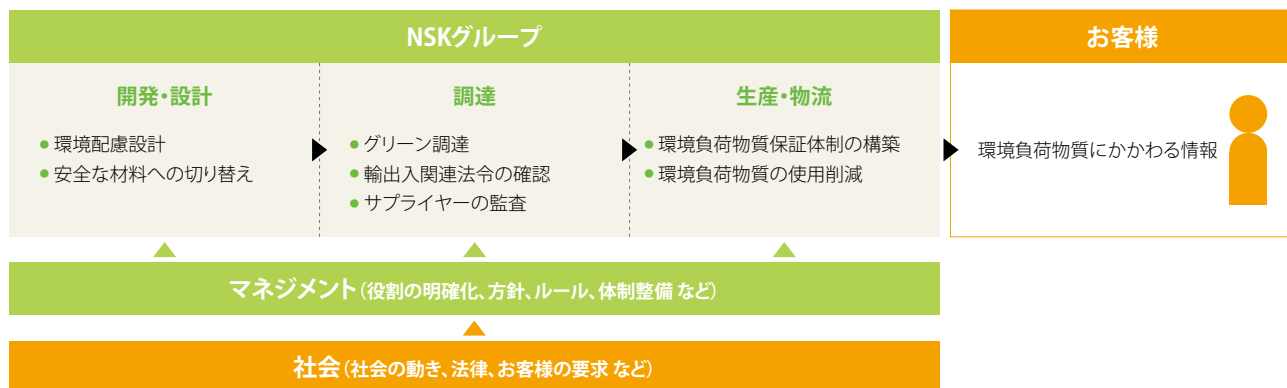 NSKグループ
お客様
開発・設計
● 環境配慮設計
● 安全な材料への切り替え
調達
● グリーン調達
● 輸出入関連法令の確認
● サプライヤーの監査
生産・物流
● 環境負荷物質保証体制の構築
● 環境負荷物質の使用削減
環境負荷物質にかかわる情報
マネジメント（役割の明確化、方針、ルール、体制整備 など）
社会（社会の動き、法律、お客様の要求 など）